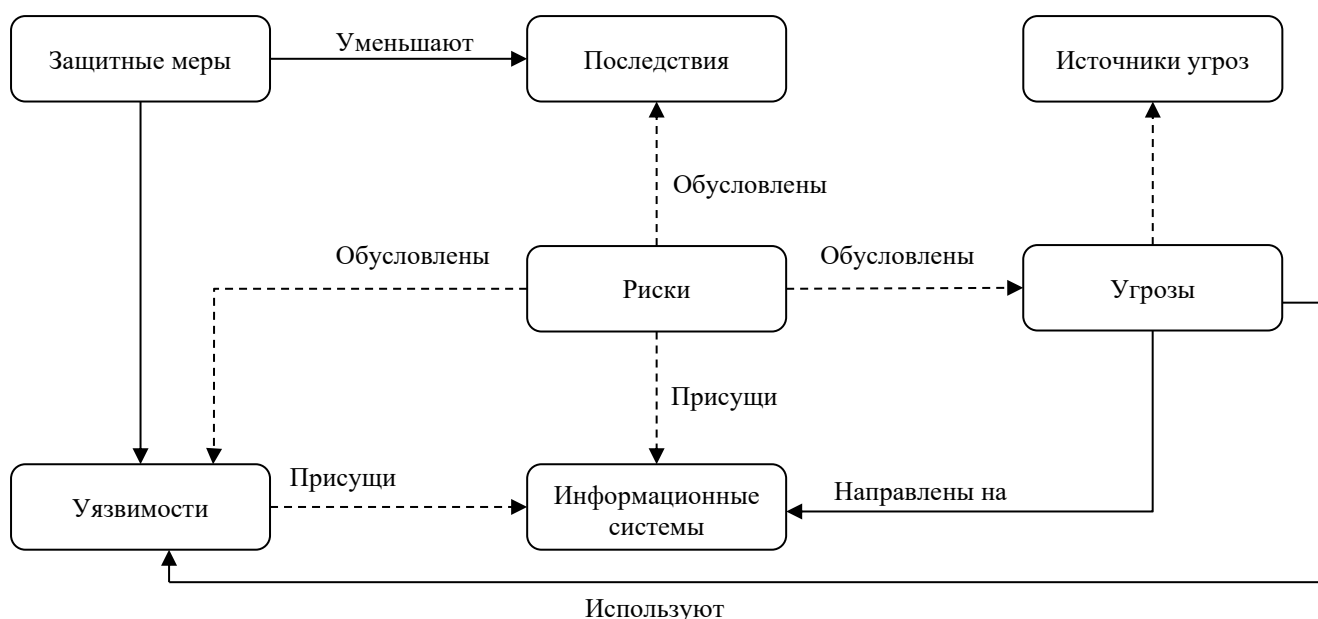 Защитные меры
Уменьшают
Последствия
Источники угроз
Обусловлены
Обусловлены
Риски
Обусловлены
Угрозы
Присущи
Уязвимости
Присущи
Информационные
системы
Направлены на
Используют